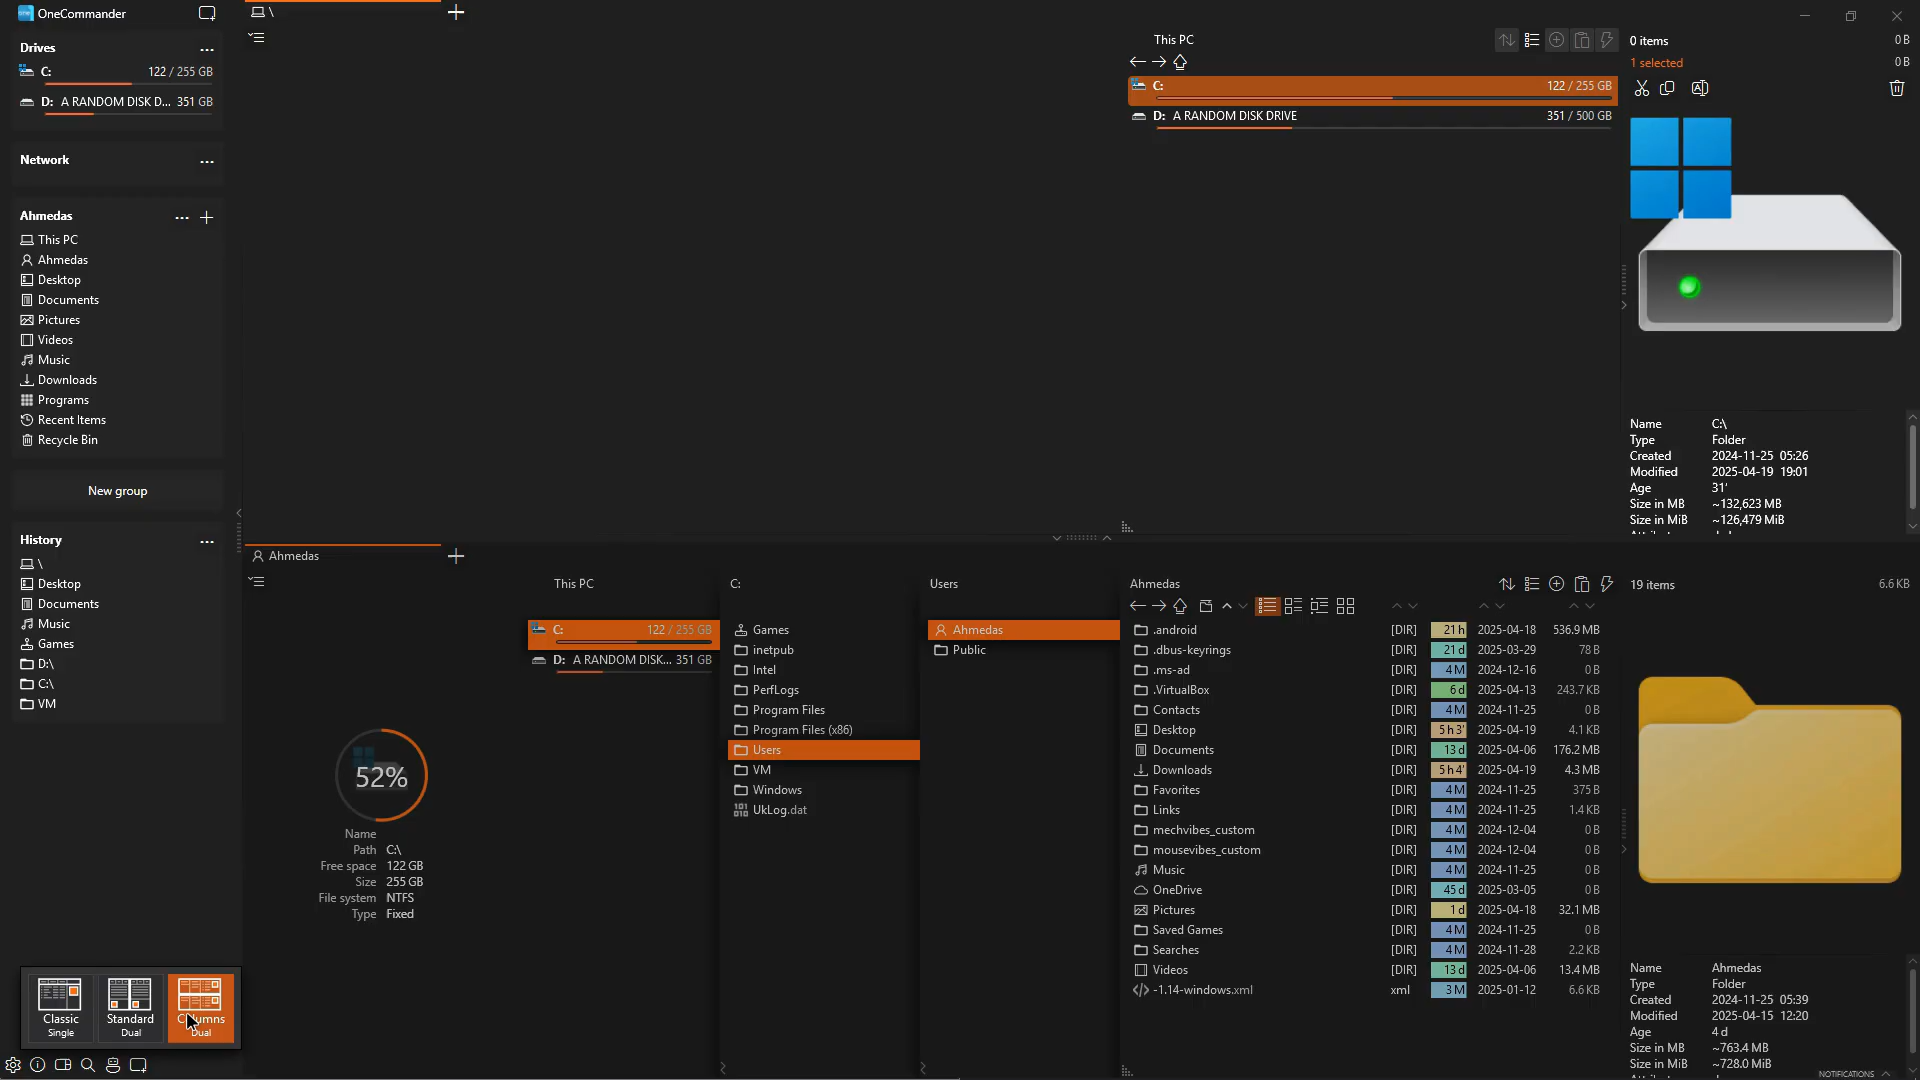 OneCommander
Drives
...
C:
122 / 255 GB
D: A RANDOM DISK D... 351 GB
Network
...
Ahmedas
...
This PC
Ahmedas
Desktop
Documents
Pictures
Videos
Music
Downloads
Programs
Recent Items
Recycle Bin
New group
History
...
\
Desktop
Documents
Music
Games
D:\
C:\
VM
Classic
Single
Standard
Dual
Columns
Dual
\
This PC
C:
122 / 255 GB
D: A RANDOM DISK DRIVE
351 / 500 GB
0 items
0 B
1 selected
0 B
Name C:\
Type Folder
Created 2024-11-25 05:26
Modified 2025-04-19 19:01
Age 31'
Size in MB ~132,623 MB
Size in MiB ~126,479 MiB
Ahmedas
52%
Name
Path C:\
Free space 122 GB
Size 255 GB
File system NTFS
Type Fixed
This PC
C: 122 / 255 GB
D: A RANDOM DISK... 351 GB
C:
Games
inetpub
Intel
PerfLogs
Program Files
Program Files (x86)
Users
VM
Windows
UkLog.dat
Users
Ahmedas
Public
Ahmedas
.android [DIR] 21 h 2025-04-18 536.9 MB
.dbus-keyrings [DIR] 21 d 2025-03-29 78 B
.ms-ad [DIR] 4 M 2024-12-16 0 B
.VirtualBox [DIR] 6 d 2025-04-13 243.7 KB
Contacts [DIR] 4 M 2024-11-25 0 B
Desktop [DIR] 5 h 3' 2025-04-19 4.1 KB
Documents [DIR] 13 d 2025-04-06 176.2 MB
Downloads [DIR] 5 h 4' 2025-04-19 4.3 MB
Favorites [DIR] 4 M 2024-11-25 375 B
Links [DIR] 4 M 2024-11-25 1.4 KB
mechvibes_custom [DIR] 4 M 2024-12-04 0 B
mousevibes_custom [DIR] 4 M 2024-12-04 0 B
Music [DIR] 4 M 2024-11-25 0 B
OneDrive [DIR] 45 d 2025-03-05 0 B
Pictures [DIR] 1 d 2025-04-18 32.1 MB
Saved Games [DIR] 4 M 2024-11-25 0 B
Searches [DIR] 4 M 2024-11-28 2.2 KB
Videos [DIR] 13 d 2025-04-06 13.4 MB
-1.14-windows.xml xml 3 M 2025-01-12 6.6 KB
19 items
6.6 KB
Name Ahmedas
Type Folder
Created 2024-11-25 05:39
Modified 2025-04-15 12:20
Age 4 d
Size in MB ~763.4 MB
Size in MiB ~728.0 MiB
NOTIFICATIONS